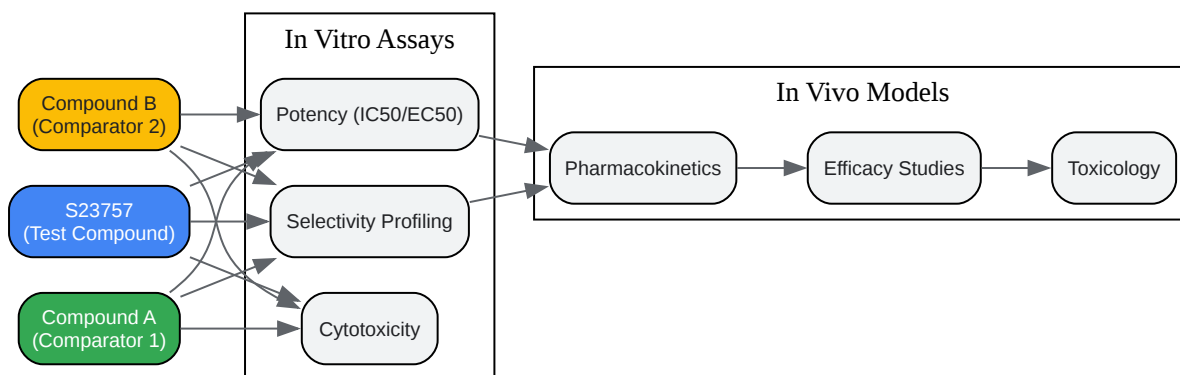 In Vitro Assays
Compound B
(Comparator 2)
S23757
(Test Compound)
Compound A
(Comparator 1)
Potency (IC50/EC50)
Selectivity Profiling
Cytotoxicity
In Vivo Models
Pharmacokinetics
Efficacy Studies
Toxicology